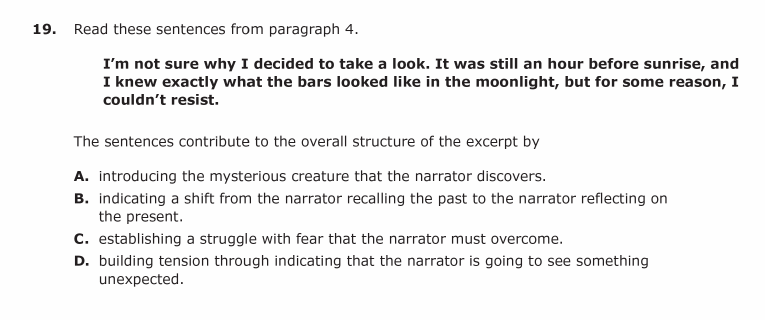 19. Read these sentences from paragraph 4.
I’m not sure why I decided to take a look. It was still an hour before sunrise, and
I knew exactly what the bars looked like in the moonlight, but for some reason, I
couldn’t resist.
The sentences contribute to the overall structure of the excerpt by
A. introducing the mysterious creature that the narrator discovers.
B. indicating a shift from the narrator recalling the past to the narrator reflecting on
the present.
C. establishing a struggle with fear that the narrator must overcome.
D. building tension through indicating that the narrator is going to see something
unexpected.